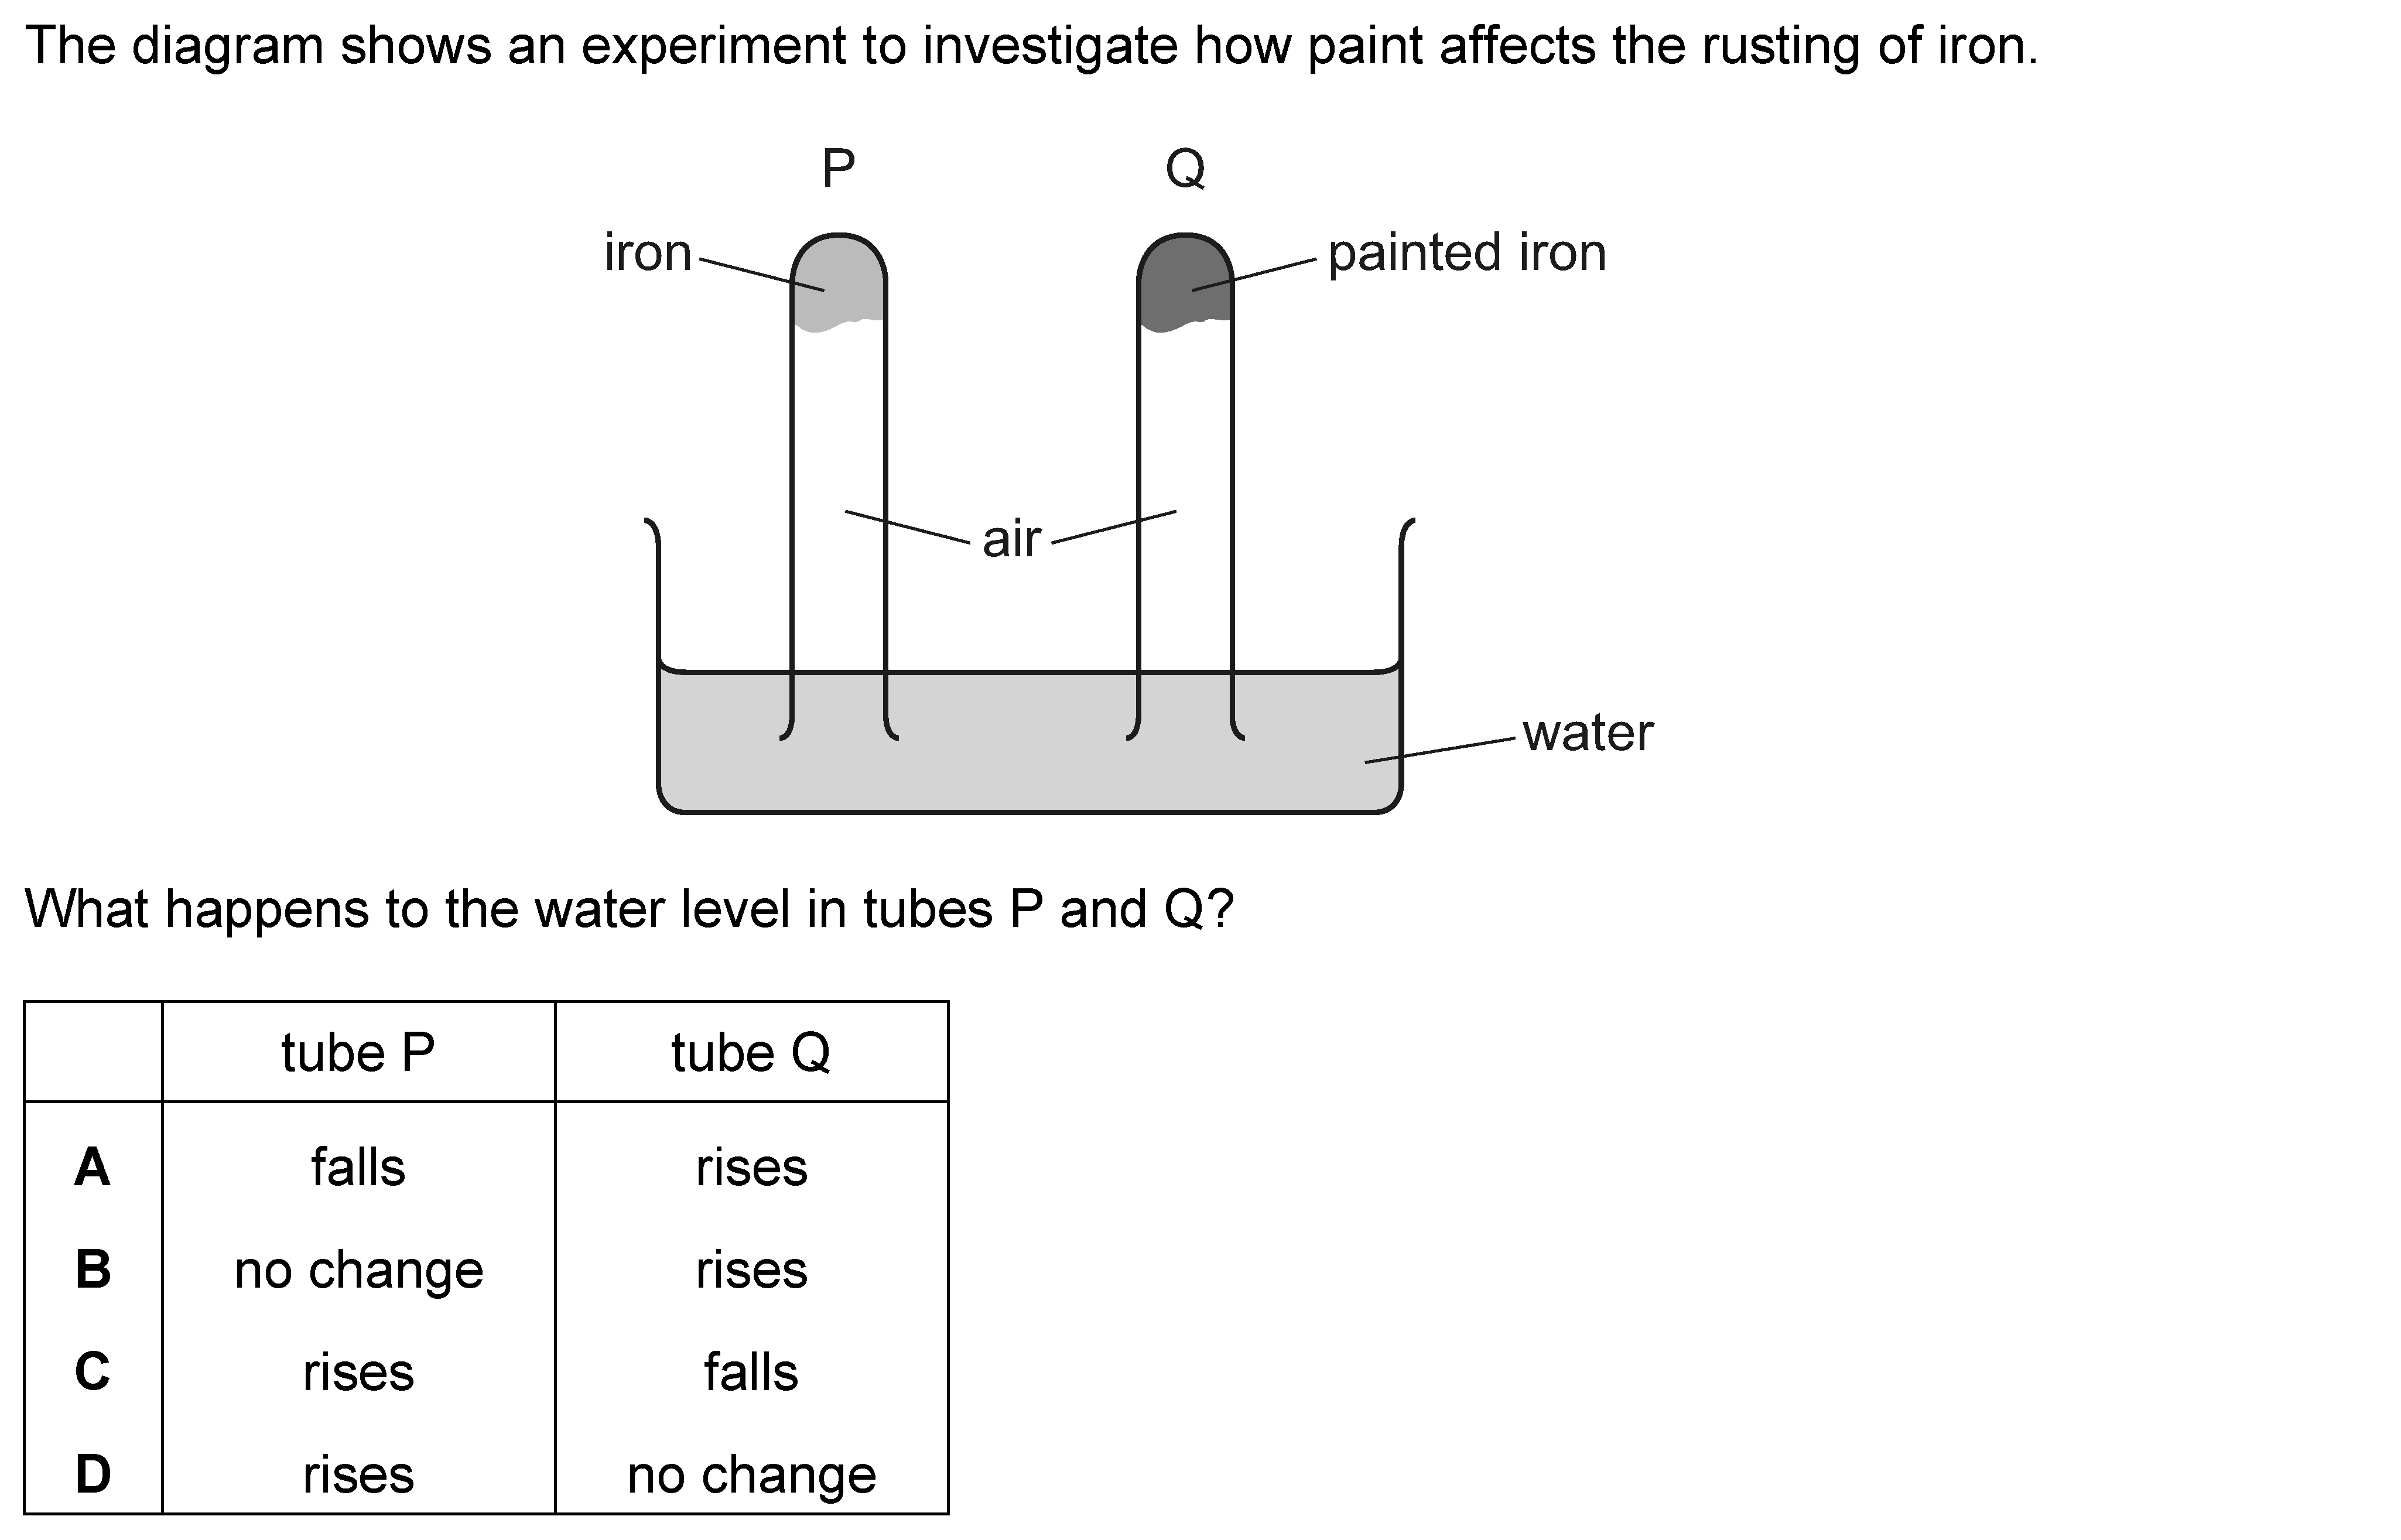 The diagram shows an experiment to investigate how paint affects the rusting of iron.
P Q
iron painted iron
air
water
What happens to the water level in tubes P and Q?
tube P tube Q
A falls rises
B no change rises
C rises falls
D rises no change